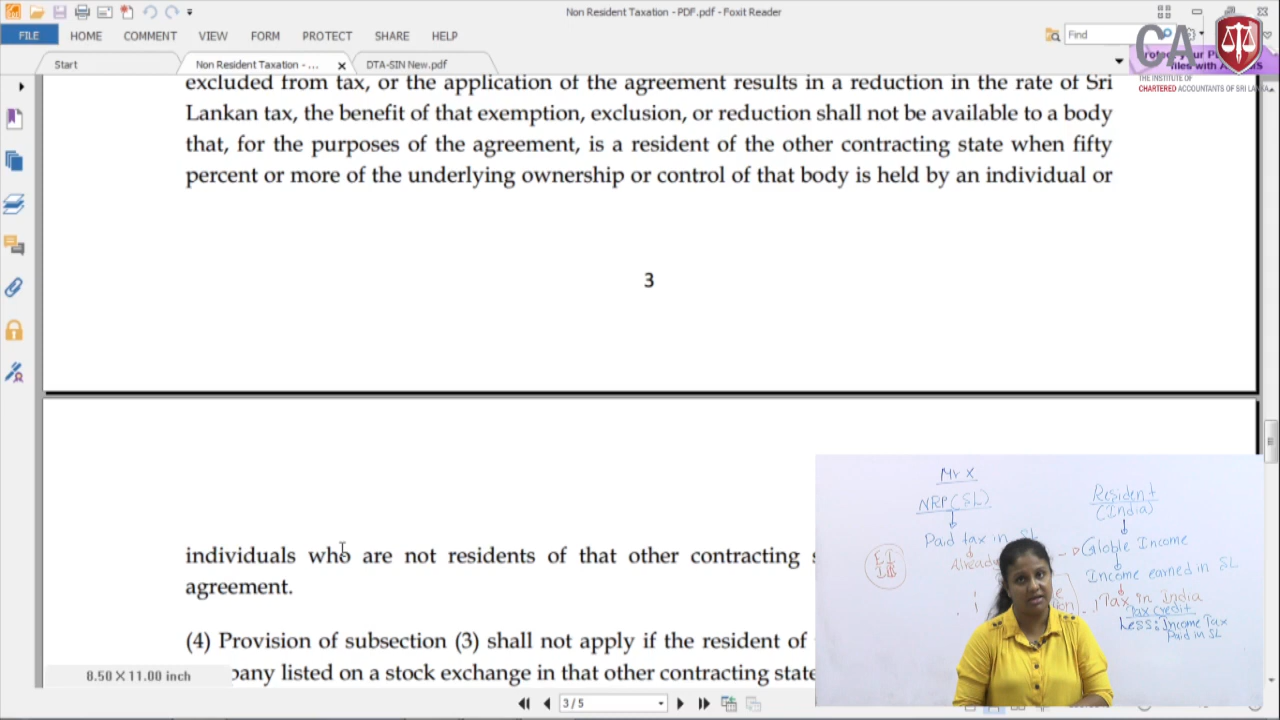 Non Resident Taxation - PDF.pdf - Foxit Reader
FILE HOME COMMENT VIEW FORM PROTECT SHARE HELP
Find
CA
THE INSTITUTE OF
CHARTERED ACCOUNTANTS OF SRI LANKA
Start
Non Resident Taxation - ...
DTA-SIN New.pdf
excluded from tax, or the application of the agreement results in a reduction in the rate of Sri
Lankan tax, the benefit of that exemption, exclusion, or reduction shall not be available to a body
that, for the purposes of the agreement, is a resident of the other contracting state when fifty
percent or more of the underlying ownership or control of that body is held by an individual or
3
individuals who are not residents of that other contracting
agreement.
(4) Provision of subsection (3) shall not apply if the resident of
pany listed on a stock exchange in that other contracting state
8.50 × 11.00 inch
3 / 5
Mr X
NRP (SL)
Paid tax in SL
Already
Resident
(India)
Globle Income
Income earned in SL
Tax in India
Tax credit
Less: Income Tax
Paid in SL